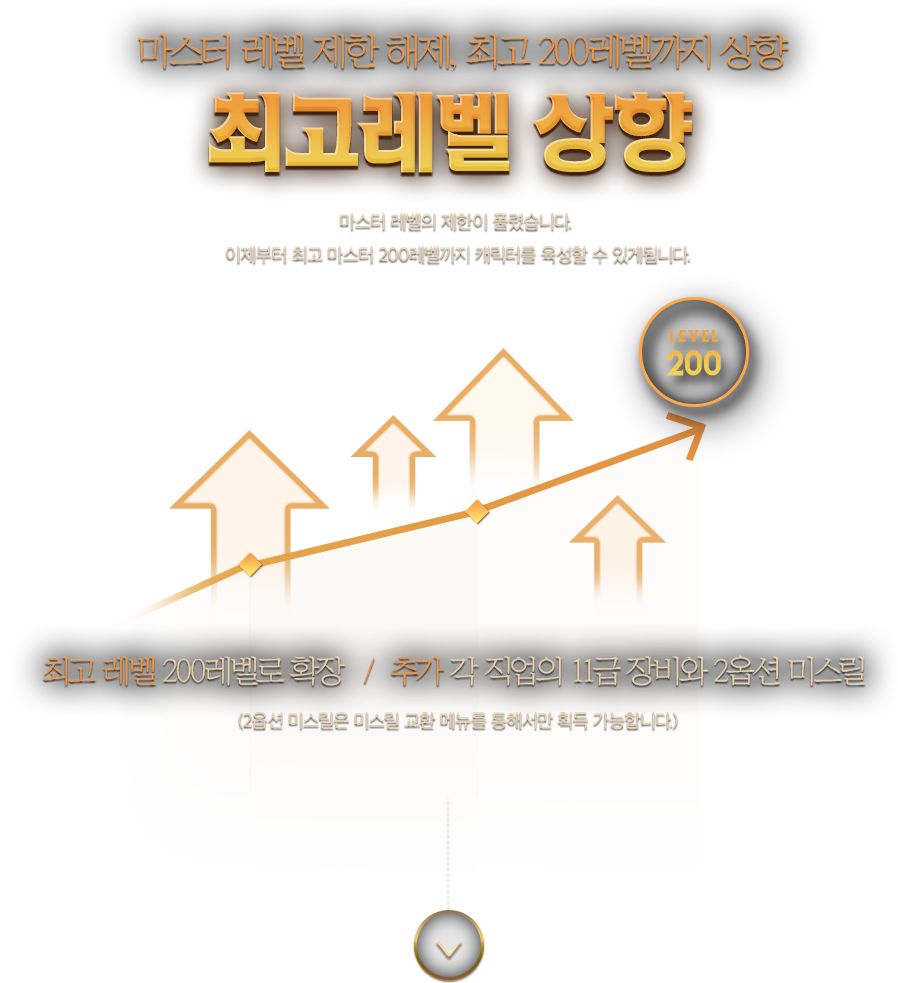 마스터 레벨 제한 해제, 최고 200레벨까지 상향
최고레벨 상향
마스터 레벨의 제한이 풀렸습니다.
이제부터 최고 마스터 200레벨까지 캐릭터를 육성할 수 있게됩니다.
LEVEL
200
최고 레벨 200레벨로 확장 / 추가 각 직업의 11급 장비와 2옵션 미스릴
(2옵션 미스릴은 미스릴 교환 메뉴를 통해서만 획득 가능합니다.)